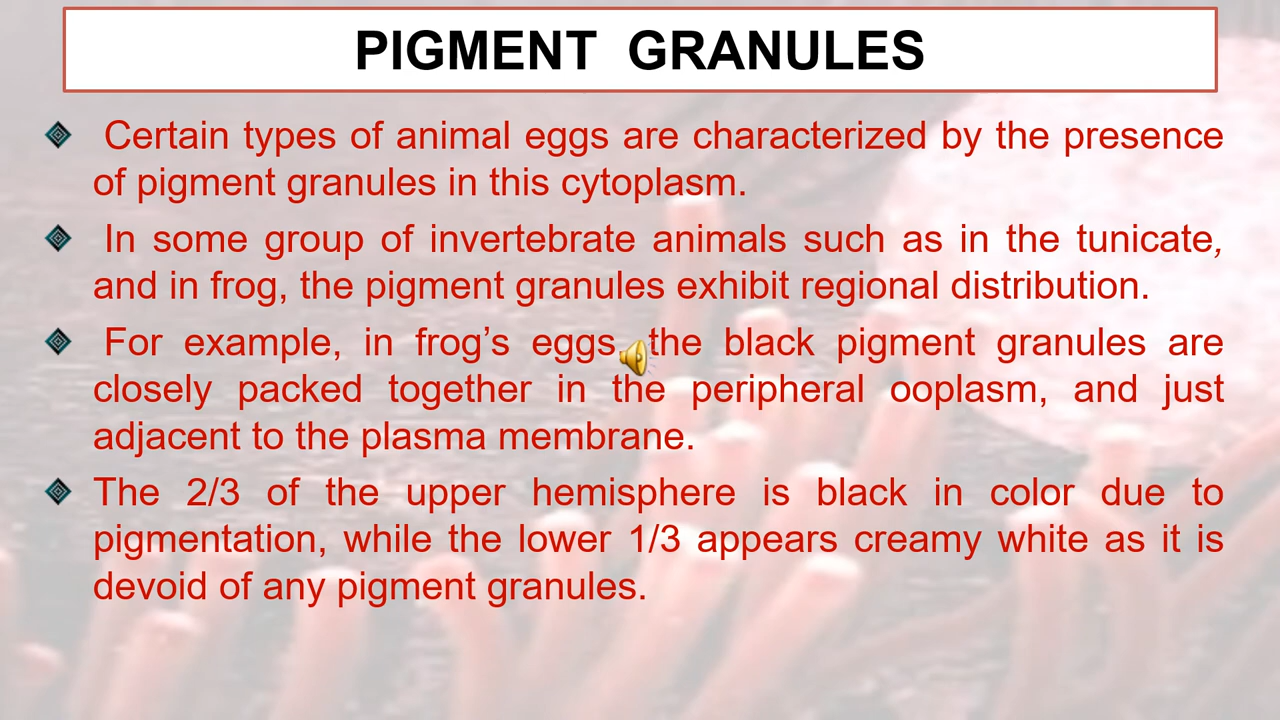 PIGMENT GRANULES
Certain types of animal eggs are characterized by the presence
of pigment granules in this cytoplasm.
In some group of invertebrate animals such as in the tunicate,
and in frog, the pigment granules exhibit regional distribution.
For example, in frog’s eggs, the black pigment granules are
closely packed together in the peripheral ooplasm, and just
adjacent to the plasma membrane.
The 2/3 of the upper hemisphere is black in color due to
pigmentation, while the lower 1/3 appears creamy white as it is
devoid of any pigment granules.